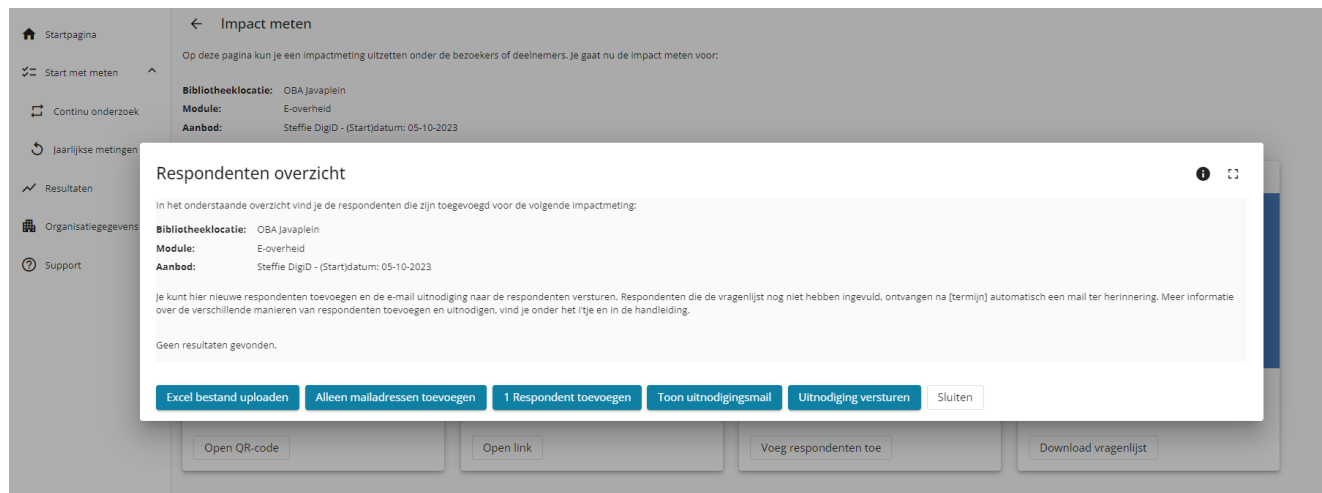 Startpagina
Start met meten
Continu onderzoek
Jaarlijkse metingen
Resultaten
Organisatiegegevens
Support
Impact meten
Op deze pagina kun je een impactmeting uitzetten onder de bezoekers of deelnemers. Je gaat nu de impact meten voor:
Bibliotheeklocatie: OBA Javaplein
Module: E-overheid
Aanbod: Steffie DigiD - (Start)datum: 05-10-2023
Respondenten overzicht
In het onderstaande overzicht vind je de respondenten die zijn toegevoegd voor de volgende impactmeting:
Bibliotheeklocatie: OBA Javaplein
Module: E-overheid
Aanbod: Steffie DigiD - (Start)datum: 05-10-2023
Je kunt hier nieuwe respondenten toevoegen en de e-mail uitnodiging naar de respondenten versturen. Respondenten die de vragenlijst nog niet hebben ingevuld, ontvangen na [termijn] automatisch een mail ter herinnering. Meer informatie
over de verschillende manieren van respondenten toevoegen en uitnodigen, vind je onder het i'tje en in de handleiding.
Geen resultaten gevonden.
Excel bestand uploaden Alleen mailadressen toevoegen 1 Respondent toevoegen Toon uitnodigingsmail Uitnodiging versturen Sluiten
Open QR-code Open link Voeg respondenten toe Download vragenlijst